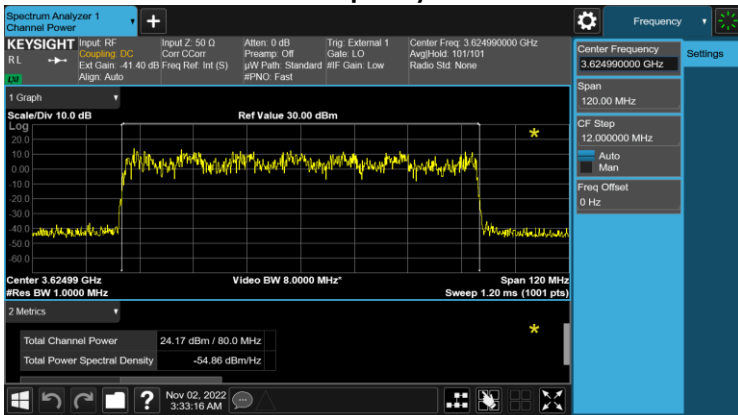 Spectrum Analyzer 1
Channel Power
Frequency
KEYSIGHT
RL
LXI
Input: RF
Coupling: DC
Ext Gain: -41.40 dB
Align: Auto
Input Z: 50 Ω
Corr CCorr
Freq Ref: Int (S)
Atten: 0 dB
Preamp: Off
µW Path: Standard
#PNO: Fast
Trig: External 1
Gate: LO
#IF Gain: Low
Center Freq: 3.624990000 GHz
Avg|Hold: 101/101
Radio Std: None
Center Frequency
3.624990000 GHz
Settings
Span
120.00 MHz
CF Step
12.000000 MHz
Auto
Man
Freq Offset
0 Hz
1 Graph
Scale/Div 10.0 dB
Ref Value 30.00 dBm
Log
20.0
10.0
0.00
-10.0
-20.0
-30.0
-40.0
-50.0
-60.0
Center 3.62499 GHz
Video BW 8.0000 MHz*
Span 120 MHz
#Res BW 1.0000 MHz
Sweep 1.20 ms (1001 pts)
2 Metrics
Total Channel Power 24.17 dBm / 80.0 MHz
Total Power Spectral Density -54.86 dBm/Hz
Nov 02, 2022
3:33:16 AM